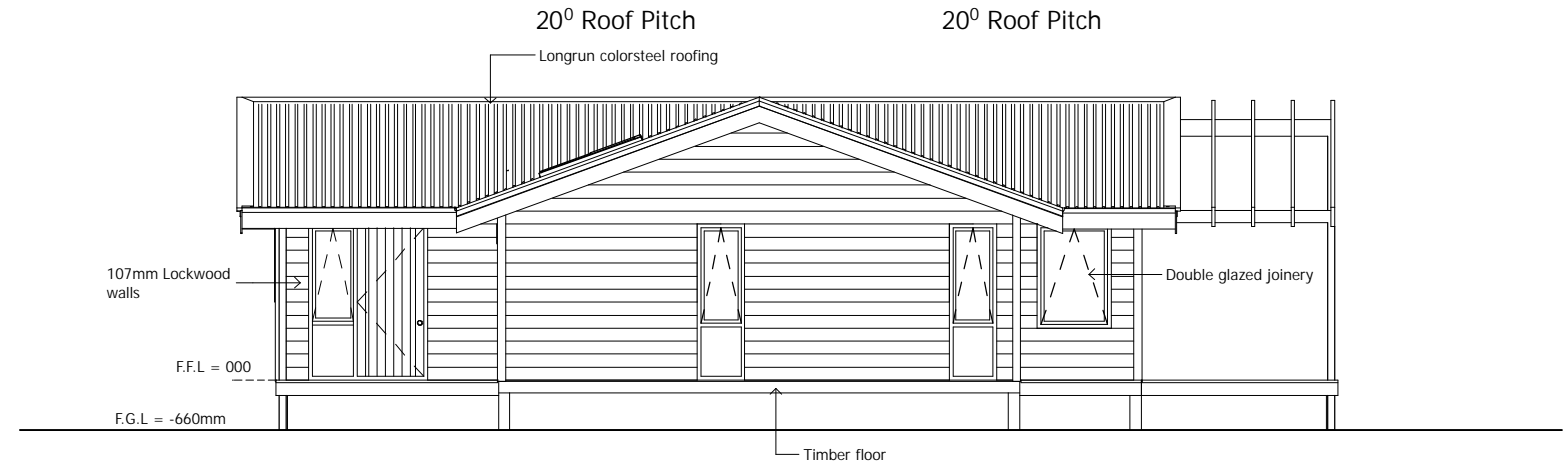 20⁰ Roof Pitch
20⁰ Roof Pitch
Longrun colorsteel roofing
107mm Lockwood
walls
Double glazed joinery
F.F.L = 000
F.G.L = -660mm
Timber floor